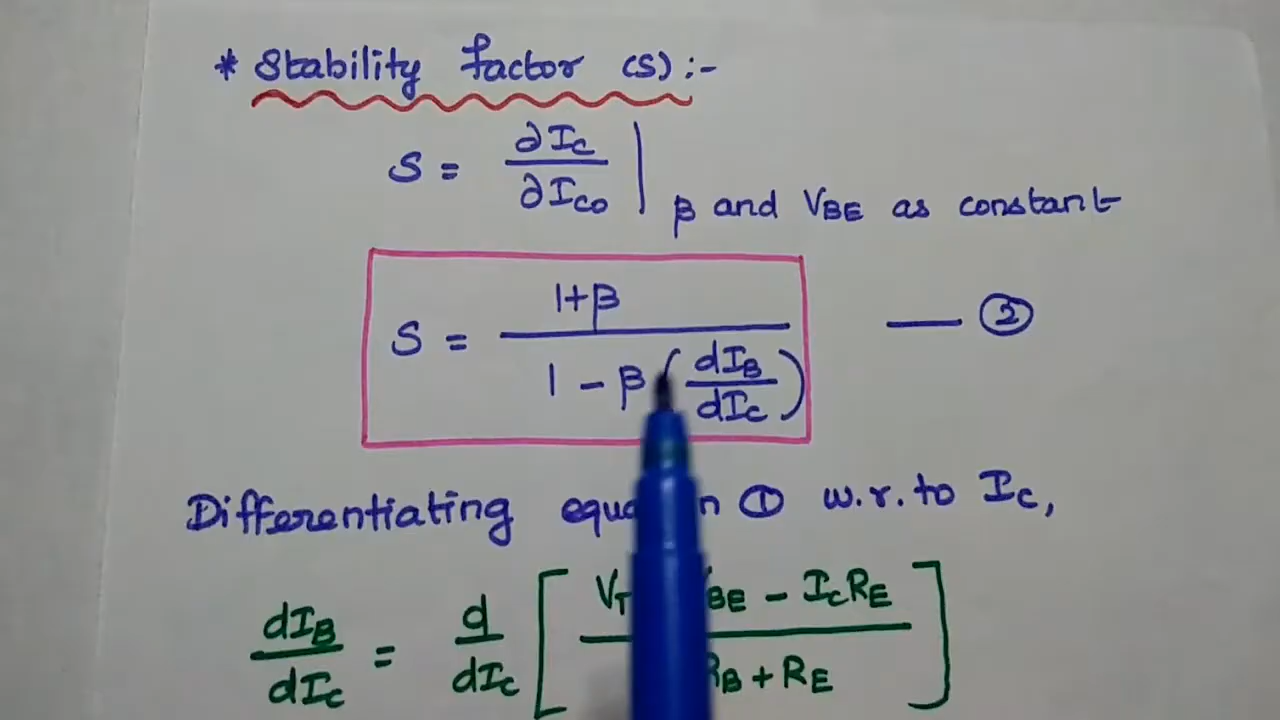 * Stability factor (S) :-
S = ∂Ic / ∂Ico | β and VBE as constant
S = 1+β / 1 - β (dIB / dIc) —— ②
Differentiating ① w.r.to Ic,
dIB / dIc = d / dIc [ BE - IcRE / RB + RE ]